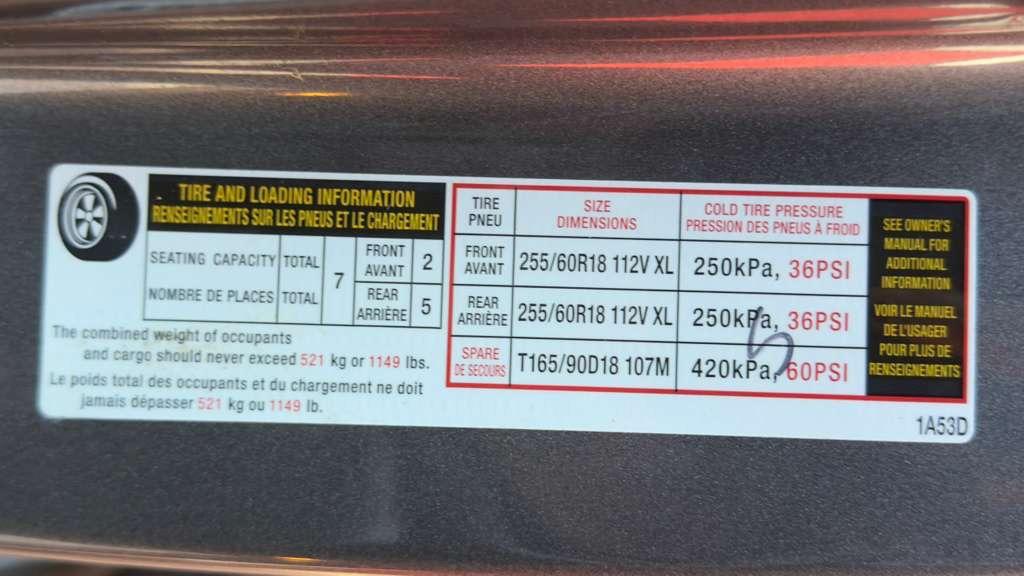 TIRE AND LOADING INFORMATION
RENSEIGNEMENTS SUR LES PNEUS ET LE CHARGEMENT
SEATING CAPACITY TOTAL 7 FRONT AVANT 2
NOMBRE DE PLACES TOTAL REAR ARRIÈRE 5
The combined weight of occupants
and cargo should never exceed 521 kg or 1149 lbs.
Le poids total des occupants et du chargement ne doit
jamais dépasser 521 kg ou 1149 lb.
TIRE PNEU SIZE DIMENSIONS COLD TIRE PRESSURE PRESSION DES PNEUS À FROID
FRONT AVANT 255/60R18 112V XL 250kPa, 36PSI
REAR ARRIÈRE 255/60R18 112V XL 250kPa, 36PSI
SPARE DE SECOURS T165/90D18 107M 420kPa, 60PSI
5
SEE OWNER'S
MANUAL FOR
ADDITIONAL
INFORMATION
VOIR LE MANUEL
DE L'USAGER
POUR PLUS DE
RENSEIGNEMENTS
1A53D